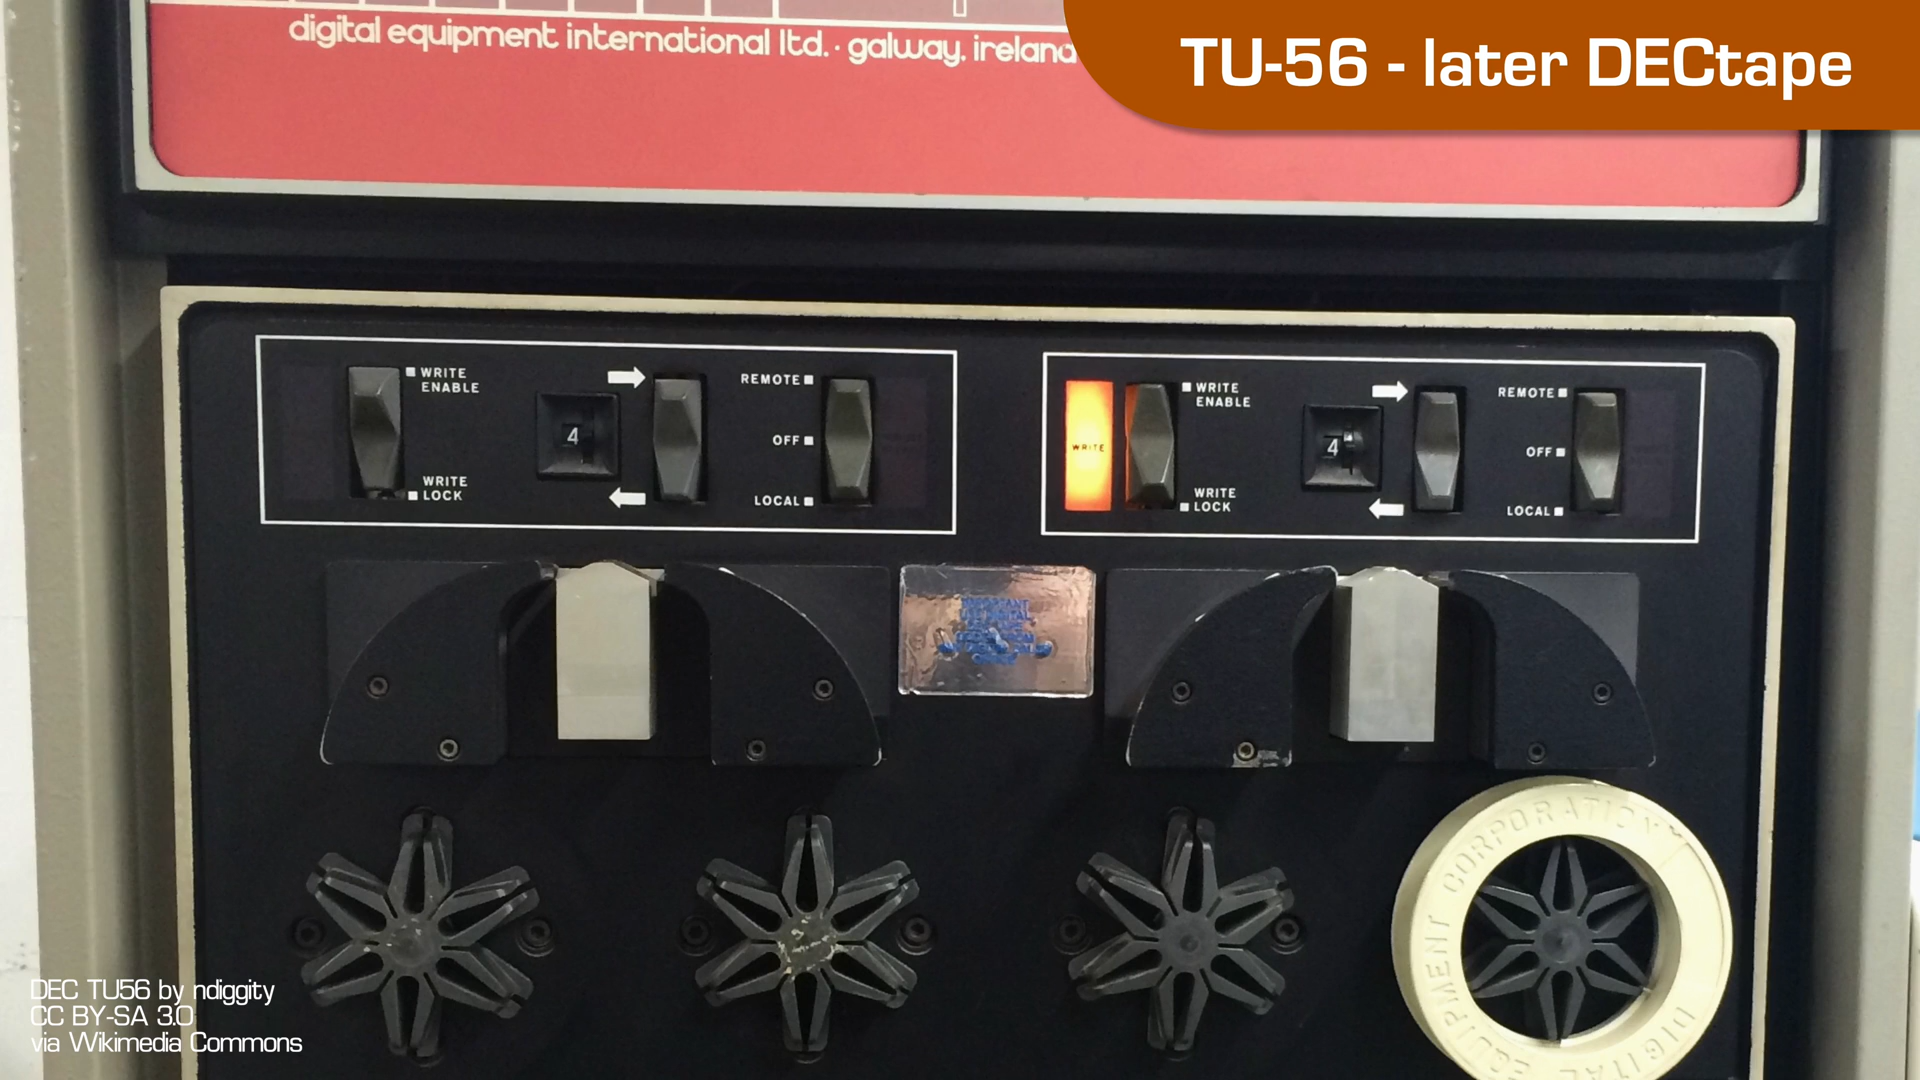 digital equipment international ltd. · galway, ireland
TU-56 - later DECtape
WRITE
ENABLE
WRITE
LOCK
4
REMOTE
OFF
LOCAL
WRITE
WRITE
ENABLE
WRITE
LOCK
4
REMOTE
OFF
LOCAL
IMPORTANT
DIGITAL EQUIPMENT CORPORATION
DEC TU56 by ndiggity
CC BY-SA 3.0
via Wikimedia Commons